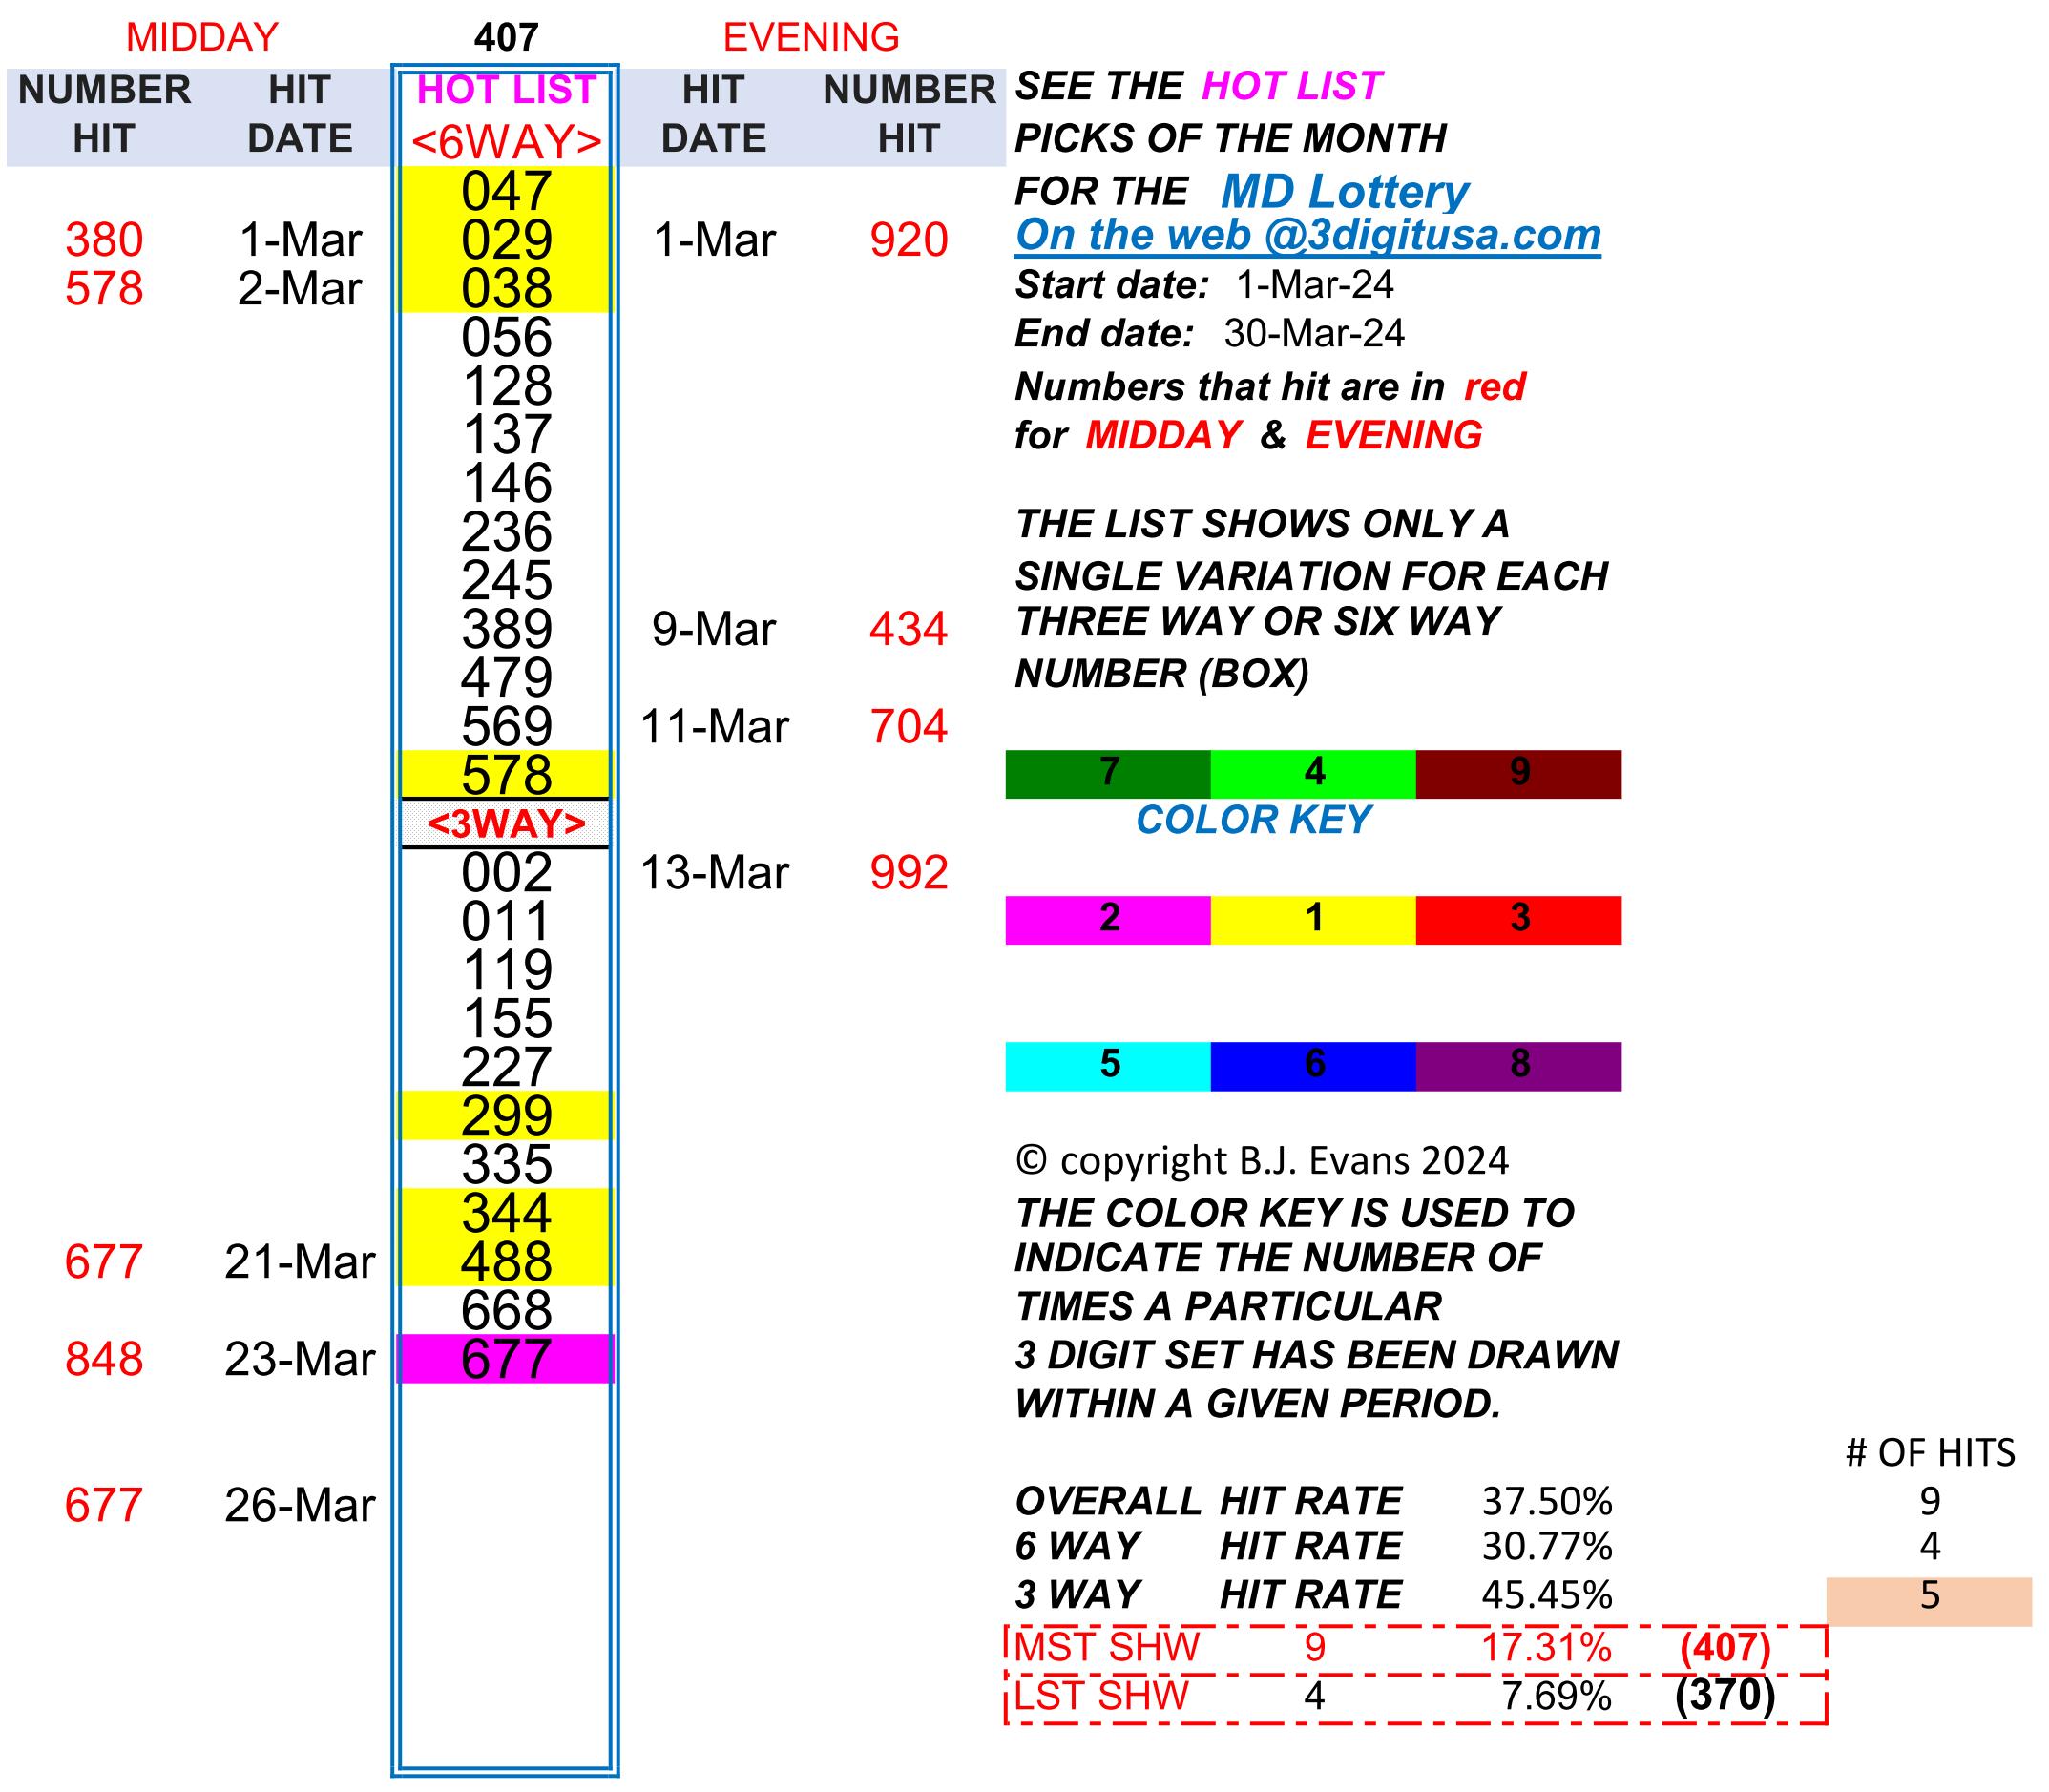 MIDDAY 407 EVENING
NUMBER HIT HOT LIST HIT NUMBER SEE THE HOT LIST
HIT DATE <6WAY> DATE HIT PICKS OF THE MONTH
047 FOR THE MD Lottery
380 1-Mar 029 1-Mar 920 On the web @3digitusa.com
578 2-Mar 038 Start date: 1-Mar-24
056 End date: 30-Mar-24
128 Numbers that hit are in red
137 for MIDDAY & EVENING
146
236 THE LIST SHOWS ONLY A
245 SINGLE VARIATION FOR EACH
389 9-Mar 434 THREE WAY OR SIX WAY
479 NUMBER (BOX)
569 11-Mar 704
578 7 4 9
<3WAY> COLOR KEY
002 13-Mar 992
011 2 1 3
119
155
227 5 6 8
299
335 © copyright B.J. Evans 2024
344 THE COLOR KEY IS USED TO
677 21-Mar 488 INDICATE THE NUMBER OF
668 TIMES A PARTICULAR
848 23-Mar 677 3 DIGIT SET HAS BEEN DRAWN
WITHIN A GIVEN PERIOD.
# OF HITS
677 26-Mar OVERALL HIT RATE 37.50% 9
6 WAY HIT RATE 30.77% 4
3 WAY HIT RATE 45.45% 5
MST SHW 9 17.31% (407)
LST SHW 4 7.69% (370)